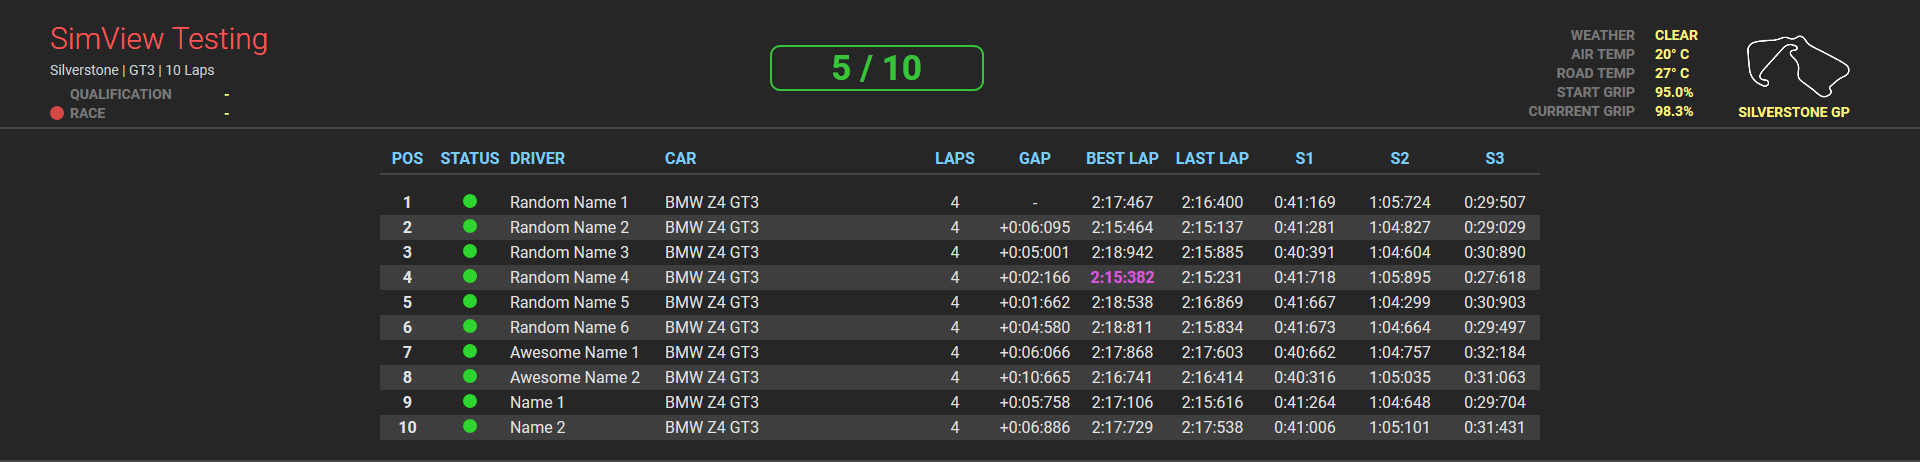 SimView Testing
Silverstone | GT3 | 10 Laps
QUALIFICATION -
RACE -
5 / 10
WEATHER CLEAR
AIR TEMP 20° C
ROAD TEMP 27° C
START GRIP 95.0%
CURRRENT GRIP 98.3%
SILVERSTONE GP
POS STATUS DRIVER CAR LAPS GAP BEST LAP LAST LAP S1 S2 S3
1 Random Name 1 BMW Z4 GT3 4 - 2:17:467 2:16:400 0:41:169 1:05:724 0:29:507
2 Random Name 2 BMW Z4 GT3 4 +0:06:095 2:15:464 2:15:137 0:41:281 1:04:827 0:29:029
3 Random Name 3 BMW Z4 GT3 4 +0:05:001 2:18:942 2:15:885 0:40:391 1:04:604 0:30:890
4 Random Name 4 BMW Z4 GT3 4 +0:02:166 2:15:382 2:15:231 0:41:718 1:05:895 0:27:618
5 Random Name 5 BMW Z4 GT3 4 +0:01:662 2:18:538 2:16:869 0:41:667 1:04:299 0:30:903
6 Random Name 6 BMW Z4 GT3 4 +0:04:580 2:18:811 2:15:834 0:41:673 1:04:664 0:29:497
7 Awesome Name 1 BMW Z4 GT3 4 +0:06:066 2:17:868 2:17:603 0:40:662 1:04:757 0:32:184
8 Awesome Name 2 BMW Z4 GT3 4 +0:10:665 2:16:741 2:16:414 0:40:316 1:05:035 0:31:063
9 Name 1 BMW Z4 GT3 4 +0:05:758 2:17:106 2:15:616 0:41:264 1:04:648 0:29:704
10 Name 2 BMW Z4 GT3 4 +0:06:886 2:17:729 2:17:538 0:41:006 1:05:101 0:31:431